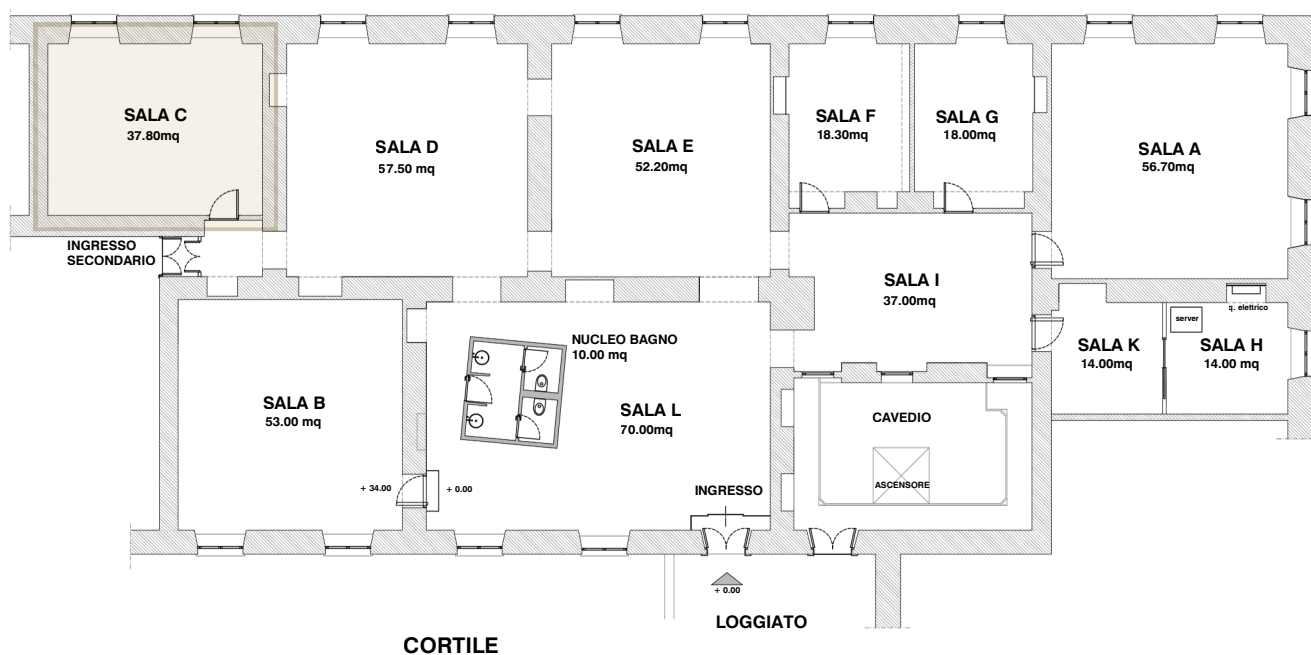 SALA C
37.80mq
SALA D
57.50 mq
SALA E
52.20mq
SALA F
18.30mq
SALA G
18.00mq
SALA A
56.70mq
INGRESSO
SECONDARIO
SALA I
37.00mq
q. elettrico
server
SALA K
14.00mq
SALA H
14.00 mq
NUCLEO BAGNO
10.00 mq
SALA B
53.00 mq
SALA L
70.00mq
CAVEDIO
ASCENSORE
+ 34.00
+ 0.00
INGRESSO
+ 0.00
LOGGIATO
CORTILE